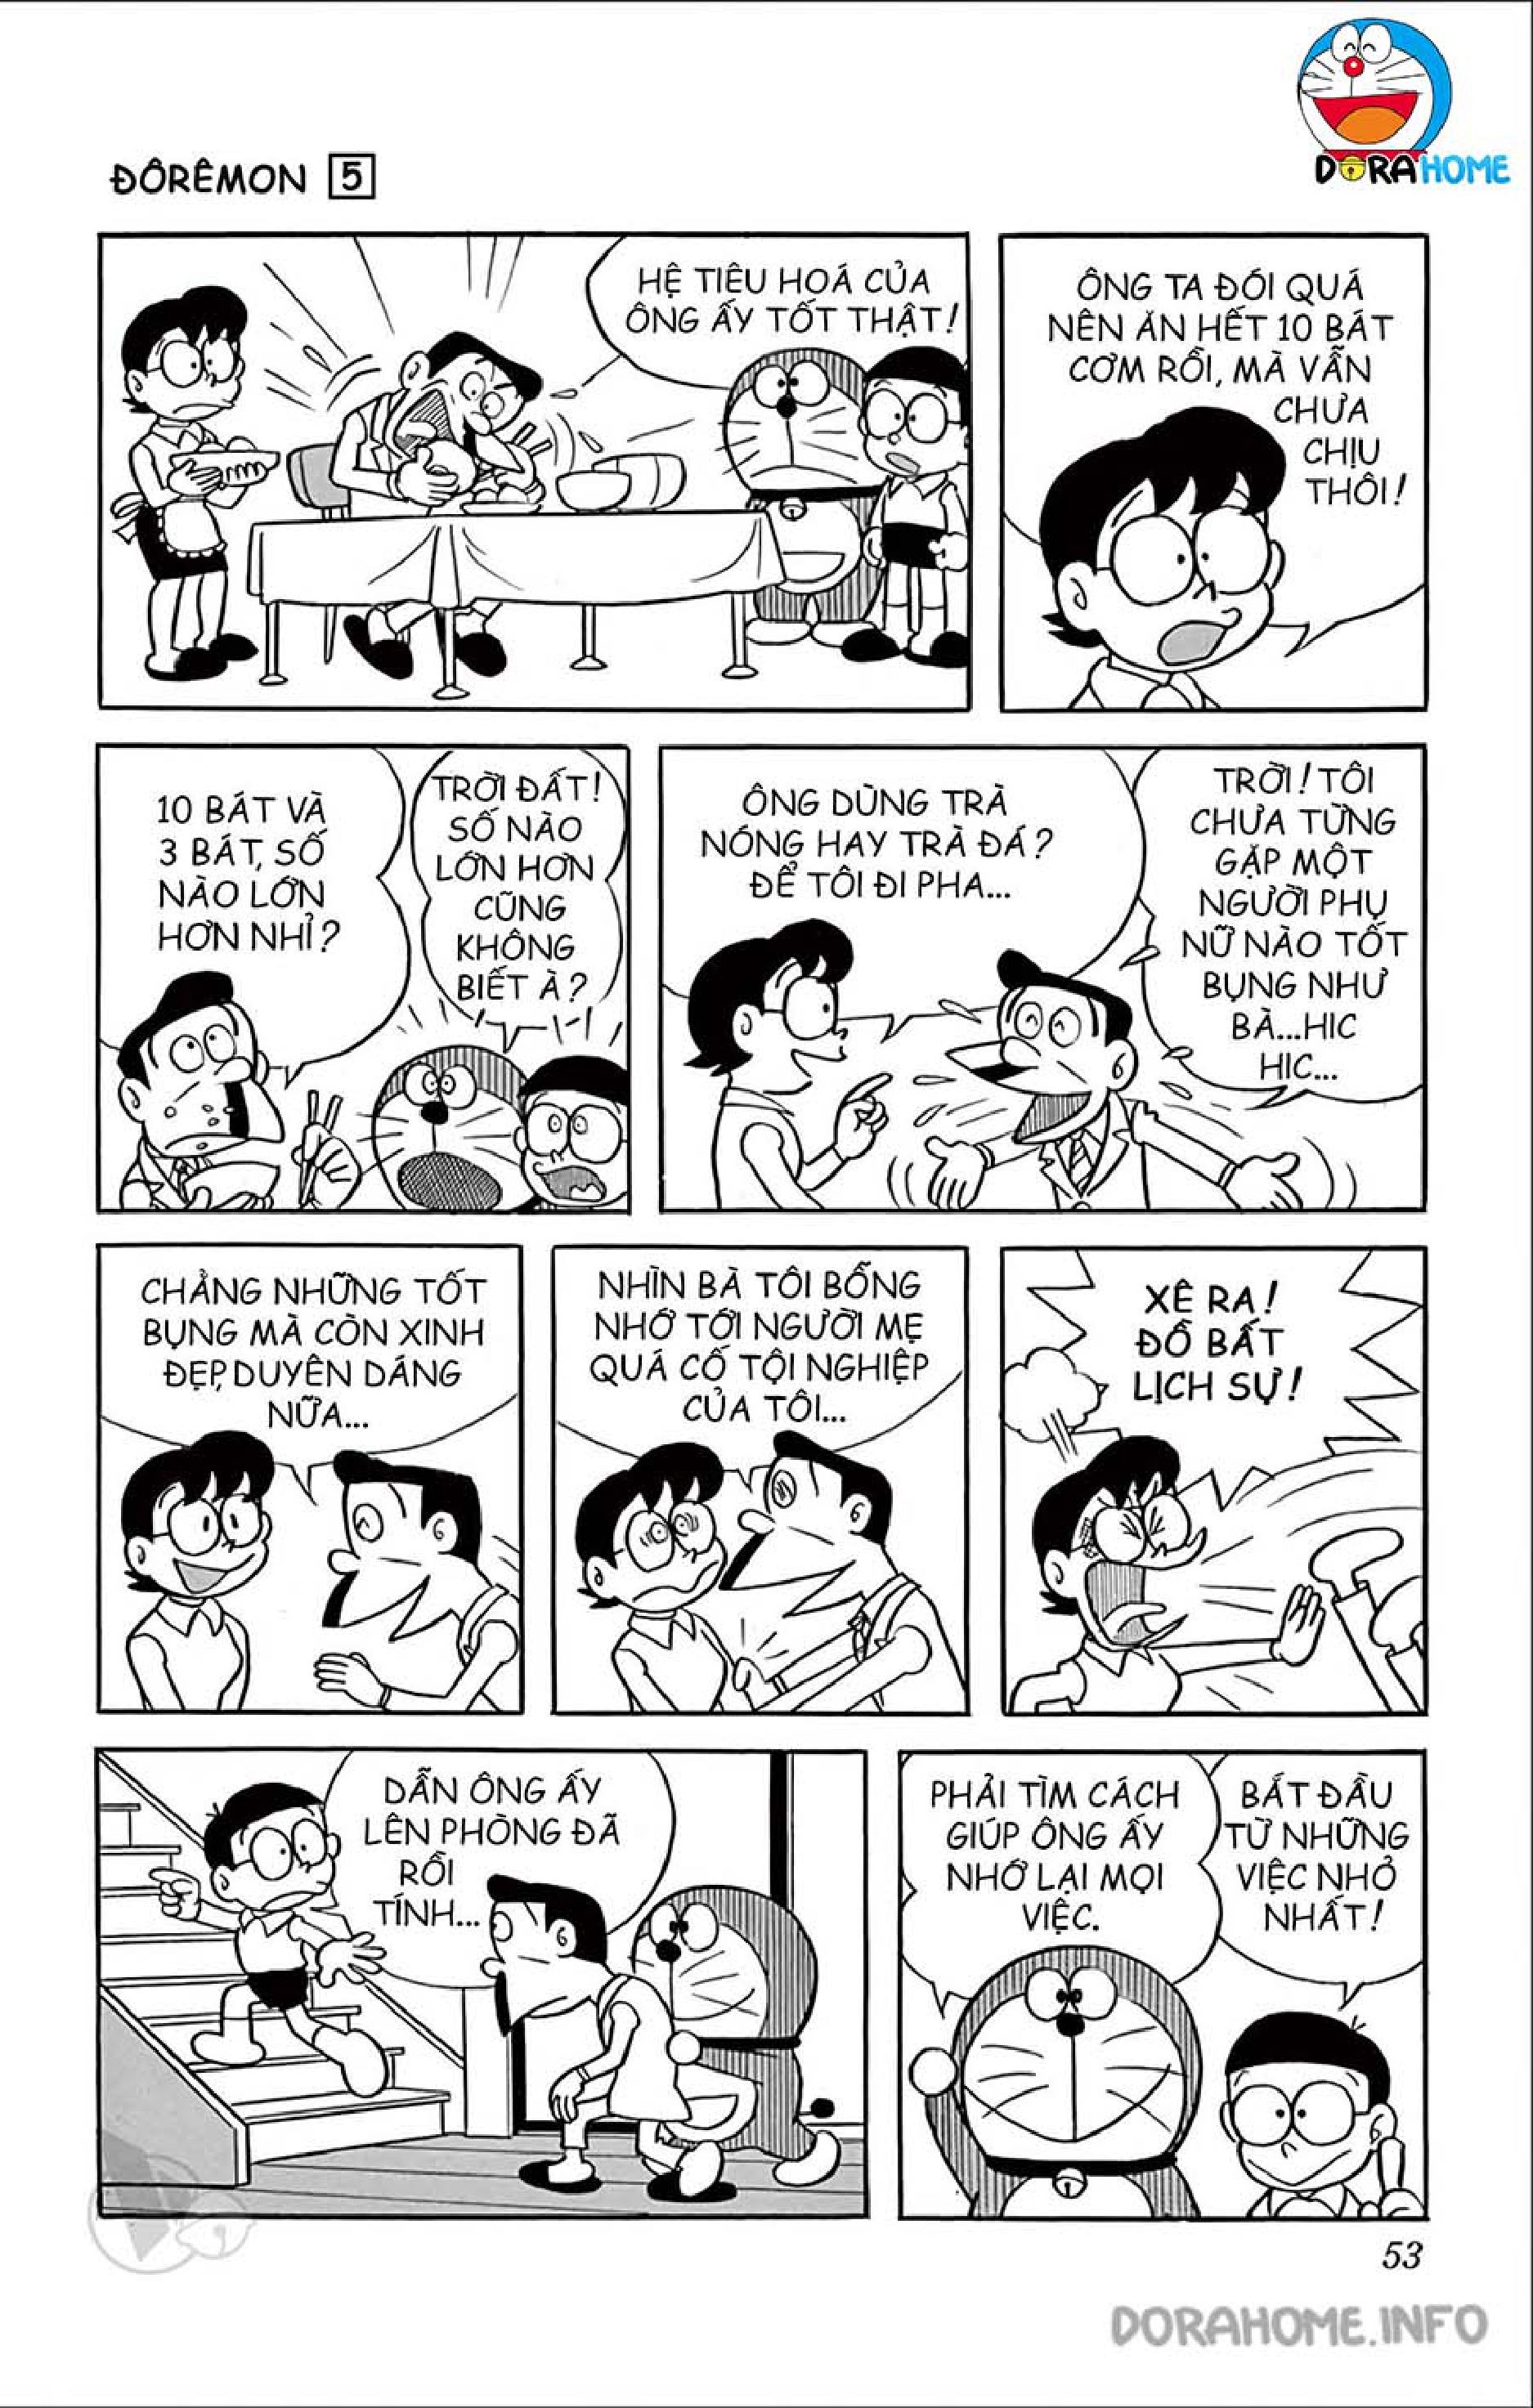 DORAHOME
ĐÔRÊMON 5
HỆ TIÊU HOÁ CỦA
ÔNG ẤY TỐT THẬT!
ÔNG TA ĐÓI QUÁ
NÊN ĂN HẾT 10 BÁT
CƠM RỒI, MÀ VẪN
CHƯA
CHỊU
THÔI!
10 BÁT VÀ
3 BÁT, SỐ
NÀO LỚN
HƠN NHỈ?
TRỜI ĐẤT!
SỐ NÀO
LỚN HƠN
CŨNG
KHÔNG
BIẾT À?
ÔNG DÙNG TRÀ
NÓNG HAY TRÀ ĐÁ?
ĐỂ TÔI ĐI PHA...
TRỜI! TÔI
CHƯA TỪNG
GẶP MỘT
NGƯỜI PHỤ
NỮ NÀO TỐT
BỤNG NHƯ
BÀ...HIC
HIC...
CHẲNG NHỮNG TỐT
BỤNG MÀ CÒN XINH
ĐẸP, DUYÊN DÁNG
NỮA...
NHÌN BÀ TÔI BỖNG
NHỚ TỚI NGƯỜI MẸ
QUÁ CỐ TỘI NGHIỆP
CỦA TÔI...
XÊ RA!
ĐỒ BẤT
LỊCH SỰ!
DẪN ÔNG ẤY
LÊN PHÒNG ĐÃ
RỒI
TÍNH...
PHẢI TÌM CÁCH
GIÚP ÔNG ẤY
NHỚ LẠI MỌI
VIỆC.
BẮT ĐẦU
TỪ NHỮNG
VIỆC NHỎ
NHẤT!
53
DORAHOME.INFO